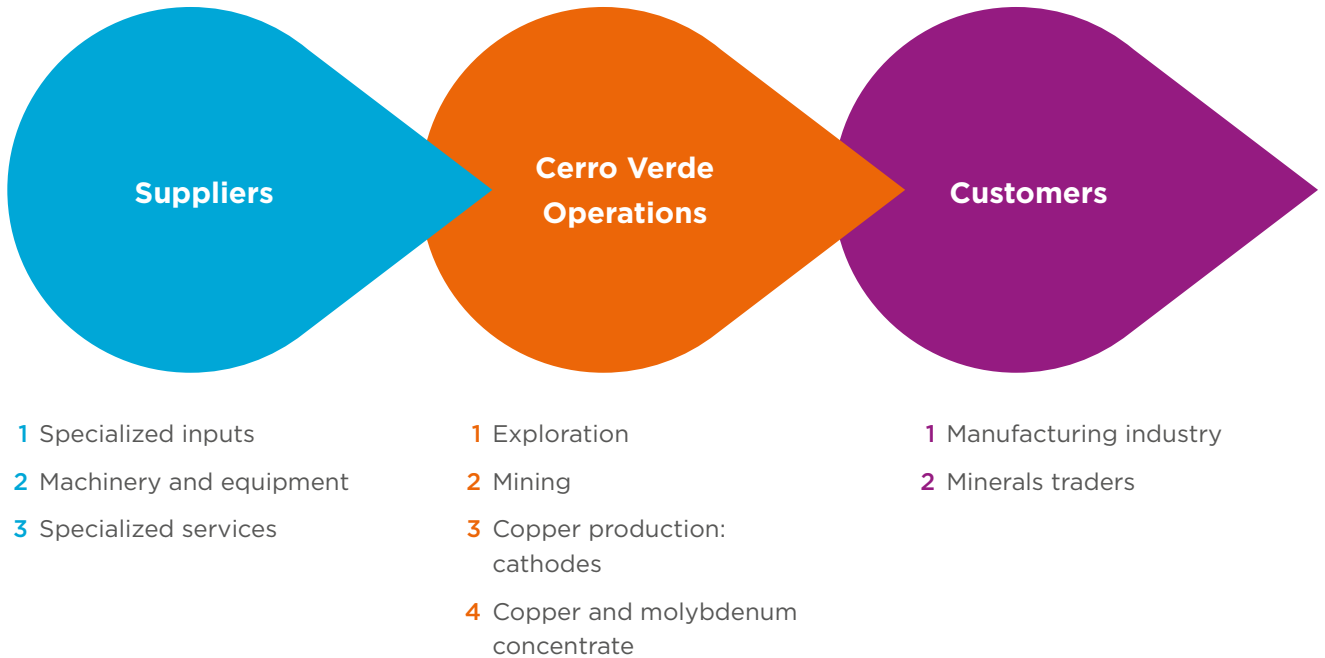 Suppliers
Cerro Verde
Operations
Customers
1 Specialized inputs
2 Machinery and equipment
3 Specialized services
1 Exploration
2 Mining
3 Copper production:
cathodes
4 Copper and molybdenum
concentrate
1 Manufacturing industry
2 Minerals traders